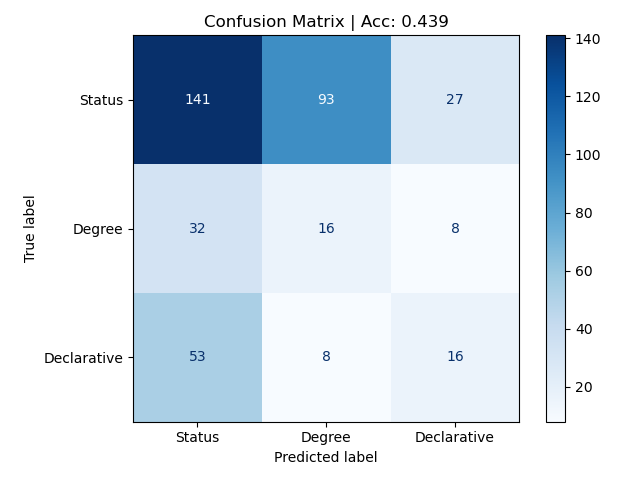 Confusion Matrix | Acc: 0.439
True label
Status 141 93 27
Degree 32 16 8
Declarative 53 8 16
Status Degree Declarative
Predicted label
140
120
100
80
60
40
20